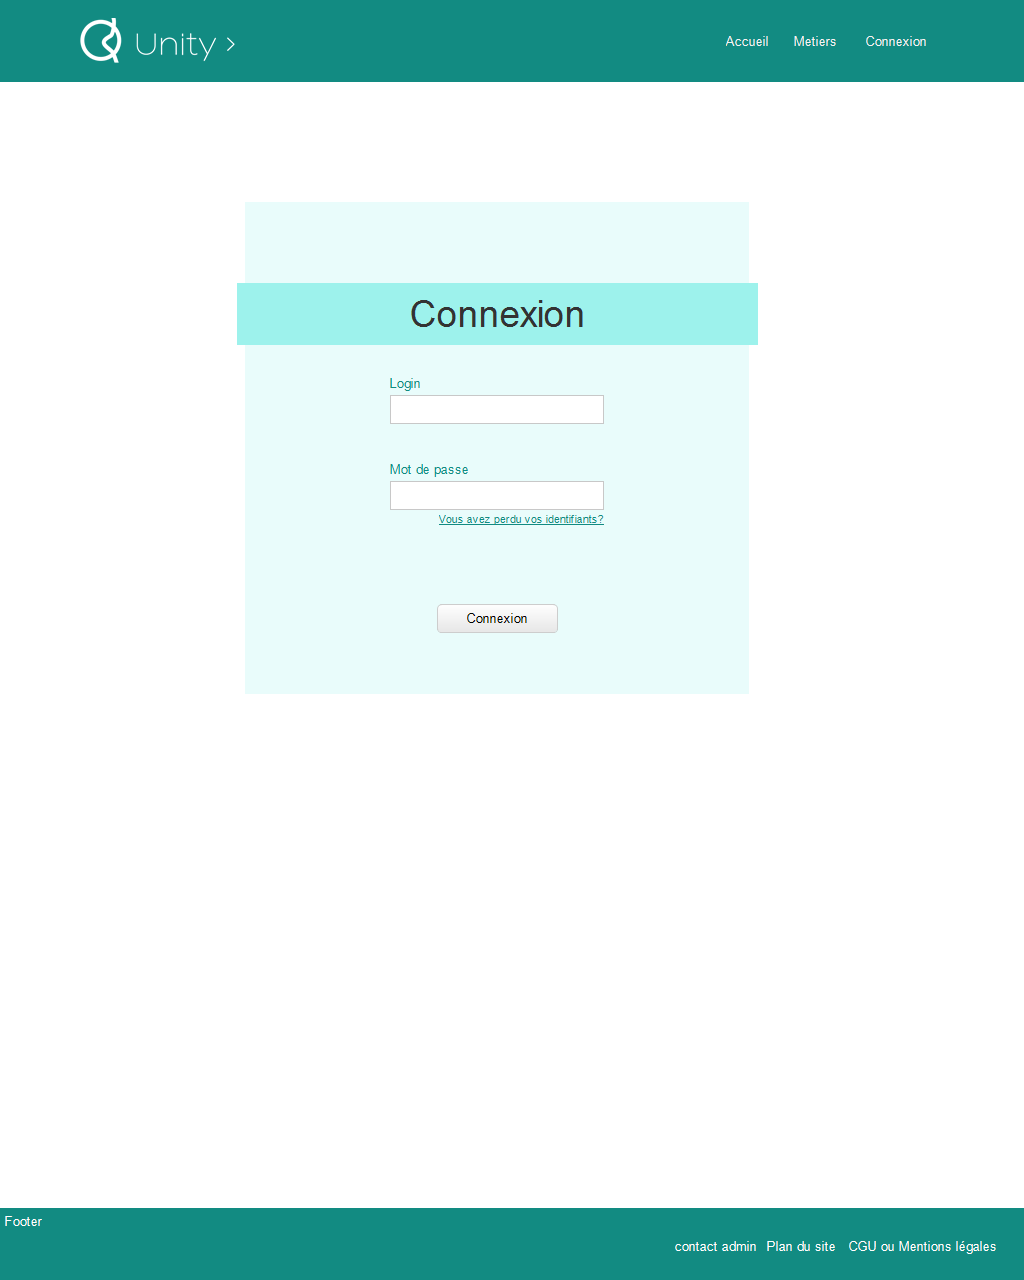 Unity >
Accueil Metiers Connexion
Connexion
Login
Mot de passe
Vous avez perdu vos identifiants?
Connexion
Footer
contact admin Plan du site CGU ou Mentions légales